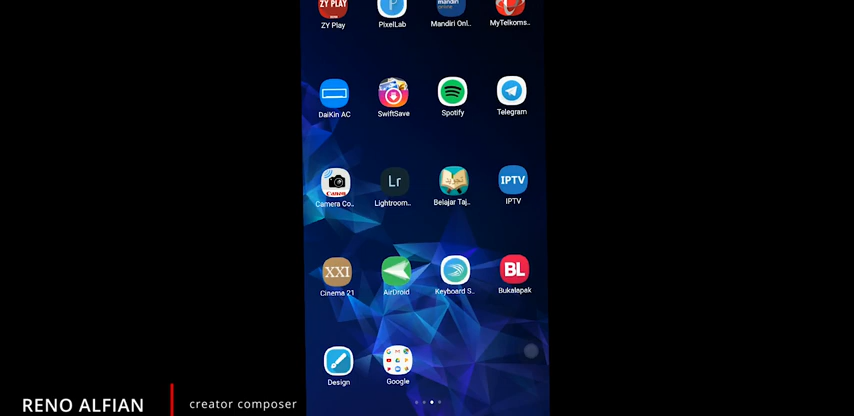 ZY PLAY
mandiri
online
ZY Play
PixelLab
Mandiri Onl..
MyTelkoms..
DaiKin AC
SwiftSave
Spotify
Telegram
Canon
Lr
IPTV
Camera Co..
Lightroom..
Belajar Taj..
IPTV
XXI
BL
Cinema 21
AirDroid
Keyboard S..
Bukalapak
Design
Google
RENO ALFIAN
creator composer